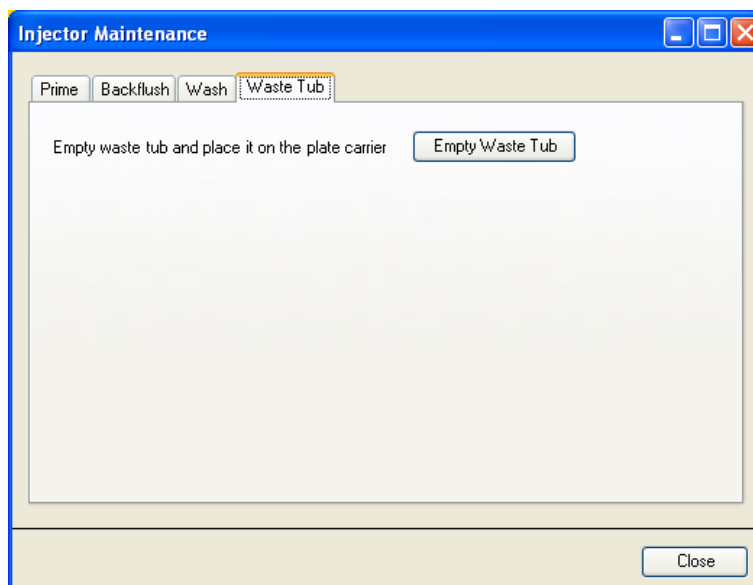 Injector Maintenance
Prime Backflush Wash Waste Tub
Empty waste tub and place it on the plate carrier Empty Waste Tub
Close